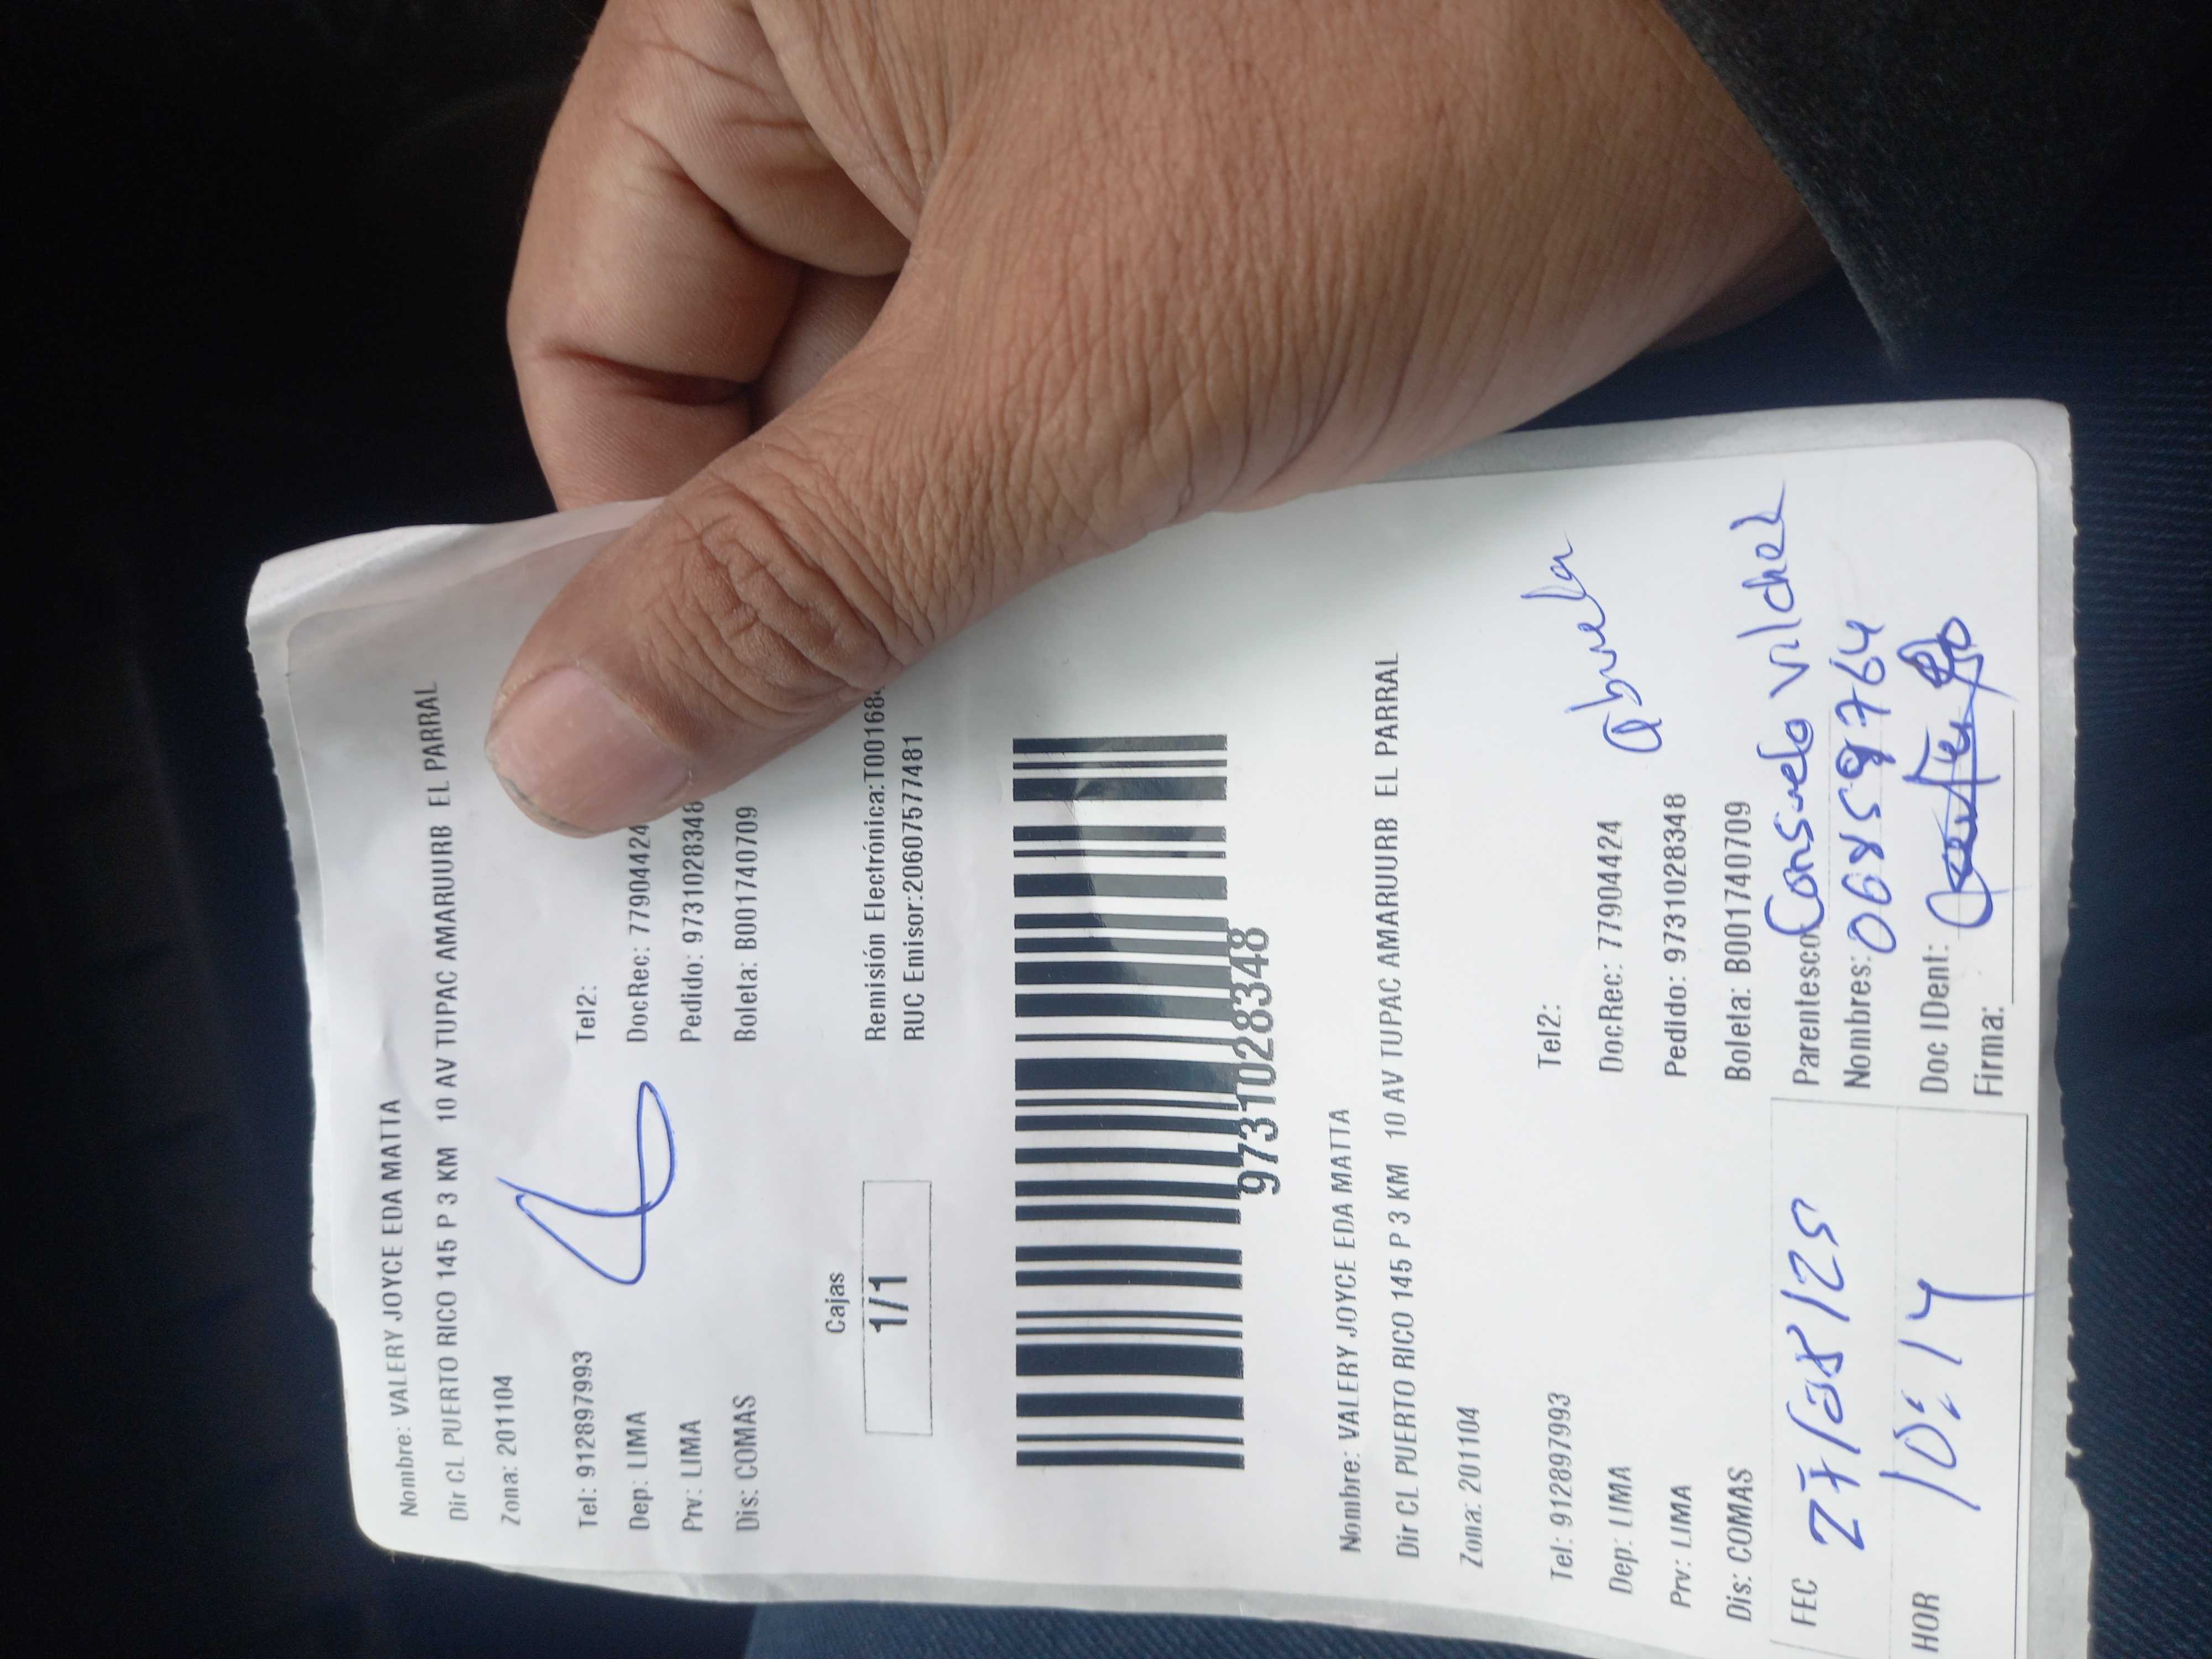 Nombre: VALERY JOYCE EDA MATTA
Dir CL PUERTO RICO 145 P 3 KM 10 AV TUPAC AMARUURB EL PARRAL
Zona: 201104
Tel: 912897993 Tel2:
Dep: LIMA DocRec: 77904424
Prv: LIMA Pedido: 9731028348
Dis: COMAS Boleta: B001740709
Cajas
1/1
Remisión Electrónica:T00168
RUC Emisor:20607577481
9731028348
Nombre: VALERY JOYCE EDA MATTA
Dir CL PUERTO RICO 145 P 3 KM 10 AV TUPAC AMARUURB EL PARRAL
Zona: 201104
Tel: 912897993 Tel2:
Dep: LIMA DocRec: 77904424 abuela
Prv: LIMA Pedido: 9731028348
Dis: COMAS Boleta: B001740709
FEC 27/08/25 Parentesco Consuelo Vilchez
Nombres: 06859764
HOR 10:14 Doc IDent:
Firma: